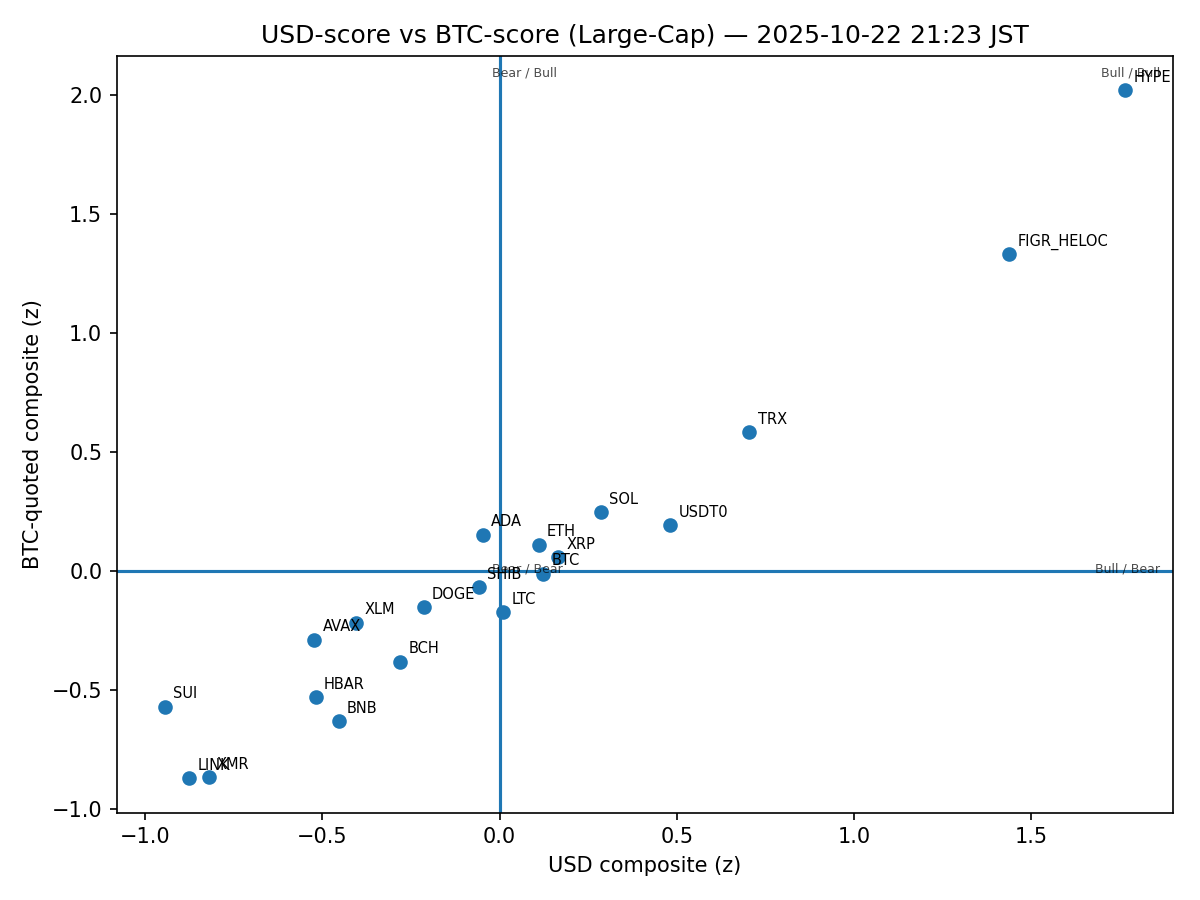 USD-score vs BTC-score (Large-Cap) — 2025-10-22 21:23 JST
Bear / Bull
Bull / Bull
HYPE
2.0
FIGR_HELOC
1.5
1.0
TRX
0.5
SOL
USDT0
ADA
ETH
XRP
BTC
0.0
Bear / Bear
Bull / Bear
SHIB
DOGE
LTC
XLM
AVAX
BCH
−0.5
HBAR
SUI
BNB
LINK
XMR
−1.0
BTC-quoted composite (z)
−1.0
−0.5
0.0
0.5
1.0
1.5
USD composite (z)